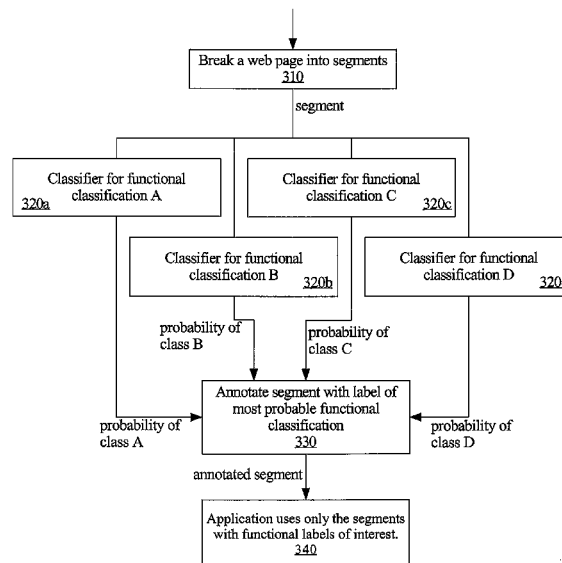 Break a web page into segments
310
segment
Classifier for functional
classification A
320a
Classifier for functional
classification C
320c
Classifier for functional
classification B
320b
Classifier for functional
classification D
320
probability of
class B
probability of
class C
Annotate segment with label of
most probable functional
classification
330
probability of
class A
probability of
class D
annotated segment
Application uses only the segments
with functional labels of interest.
340